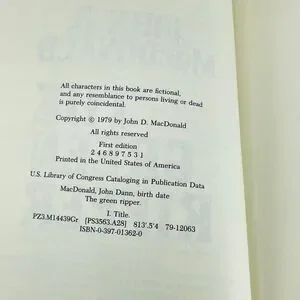 All characters in this book are fictional,
and any resemblance to persons living or dead
is purely coincidental.
Copyright © 1979 by John D. MacDonald
All rights reserved
First edition
2 4 6 8 9 7 5 3 1
Printed in the United States of America
U.S. Library of Congress Cataloging in Publication Data
MacDonald, John Dann, birth date
The green ripper.
I. Title.
PZ3.M14439Gr [PS3563.A28] 813'.5'4 79-12063
ISBN-0-397-01362-0